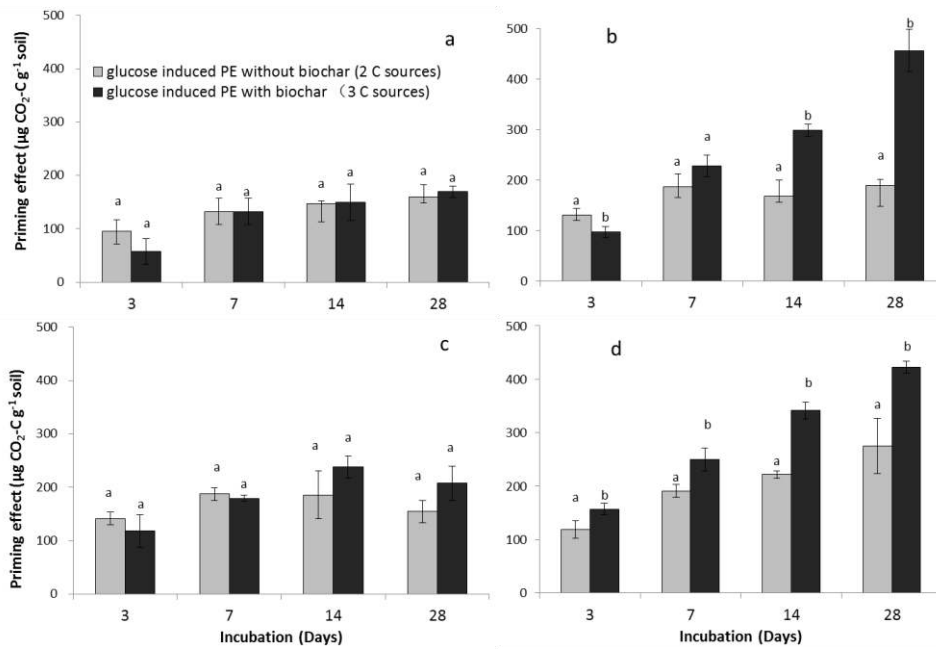 500
400
300
200
100
0
Priming effect (µg CO₂-C g⁻¹ soil)
a
glucose induced PE without biochar (2 C sources)
glucose induced PE with biochar （3 C sources)
a
a
a
a
a
a
a
a
3
7
14
28
500
400
300
200
100
0
b
a
b
a
a
a
b
a
b
3
7
14
28
500
400
300
200
100
0
Priming effect (µg CO₂-C g⁻¹ soil)
c
a
a
a
a
a
a
a
a
3
7
14
28
Incubation (Days)
500
400
300
200
100
0
d
a
b
a
b
a
b
a
b
3
7
14
28
Incubation (Days)